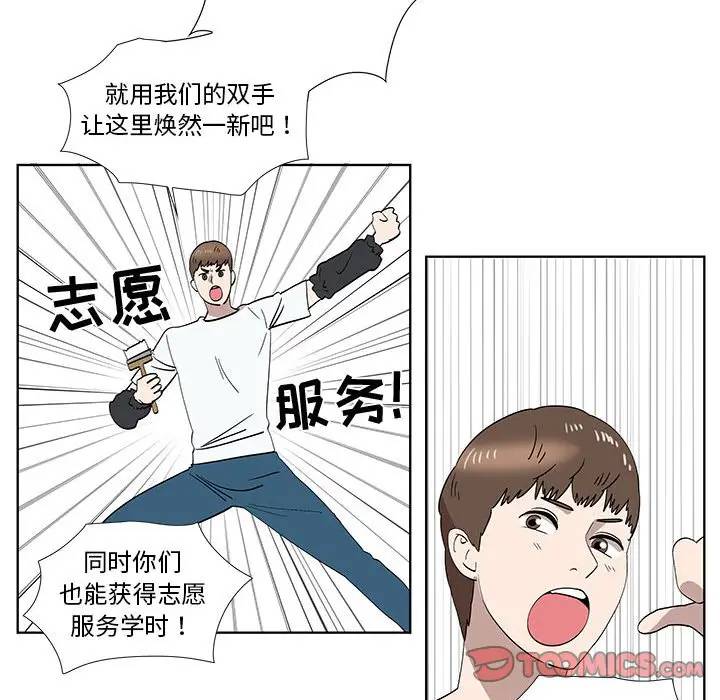 就用我们的双手
让这里焕然一新吧！
志愿
服务！
同时你们
也能获得志愿
服务学时！
TOOMICS.COM